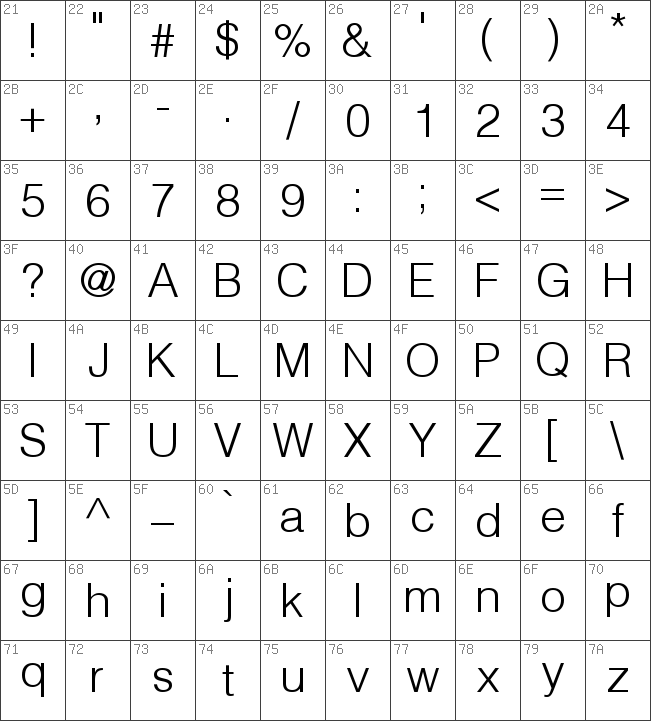 21 22 23 24 25 26 27 28 29 2A
! " # $ % & ' ( ) *
2B 2C 2D 2E 2F 30 31 32 33 34
+ , - . / 0 1 2 3 4
35 36 37 38 39 3A 3B 3C 3D 3E
5 6 7 8 9 : ; < = >
3F 40 41 42 43 44 45 46 47 48
? @ A B C D E F G H
49 4A 4B 4C 4D 4E 4F 50 51 52
I J K L M N O P Q R
53 54 55 56 57 58 59 5A 5B 5C
S T U V W X Y Z [ \
5D 5E 5F 60 61 62 63 64 65 66
] ^ _ ` a b c d e f
67 68 69 6A 6B 6C 6D 6E 6F 70
g h i j k l m n o p
71 72 73 74 75 76 77 78 79 7A
q r s t u v w x y z